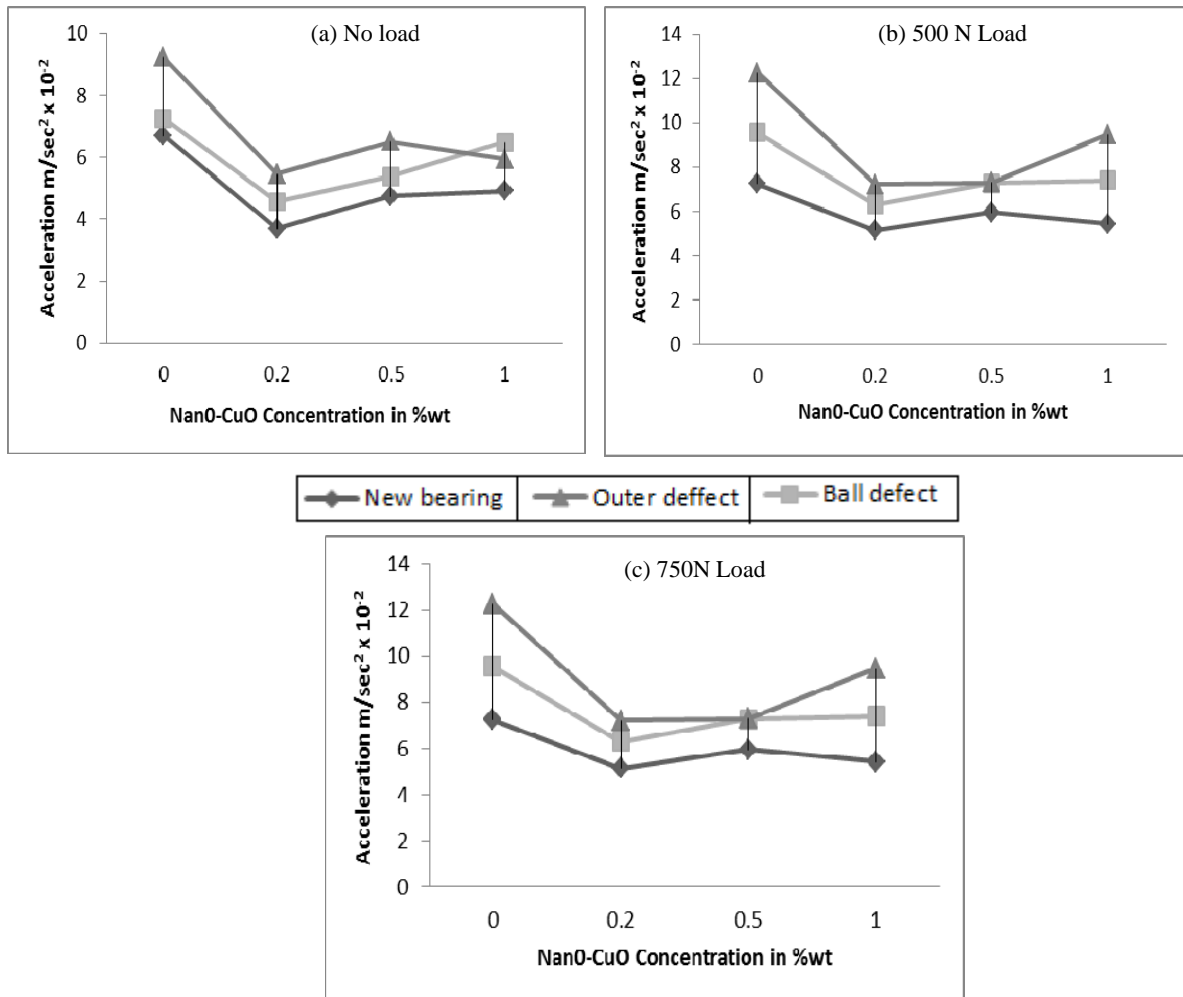 (a) No load
10
8
6
4
2
0
Acceleration m/sec² x 10⁻²
0 0.2 0.5 1
Nan0-CuO Concentration in %wt
(b) 500 N Load
14
12
10
8
6
4
2
0
Acceleration m/sec² x 10⁻²
0 0.2 0.5 1
Nan0-CuO Concentration in %wt
New bearing Outer deffect Ball defect
(c) 750N Load
14
12
10
8
6
4
2
0
Acceleration m/sec² x 10⁻²
0 0.2 0.5 1
Nan0-CuO Concentration in %wt